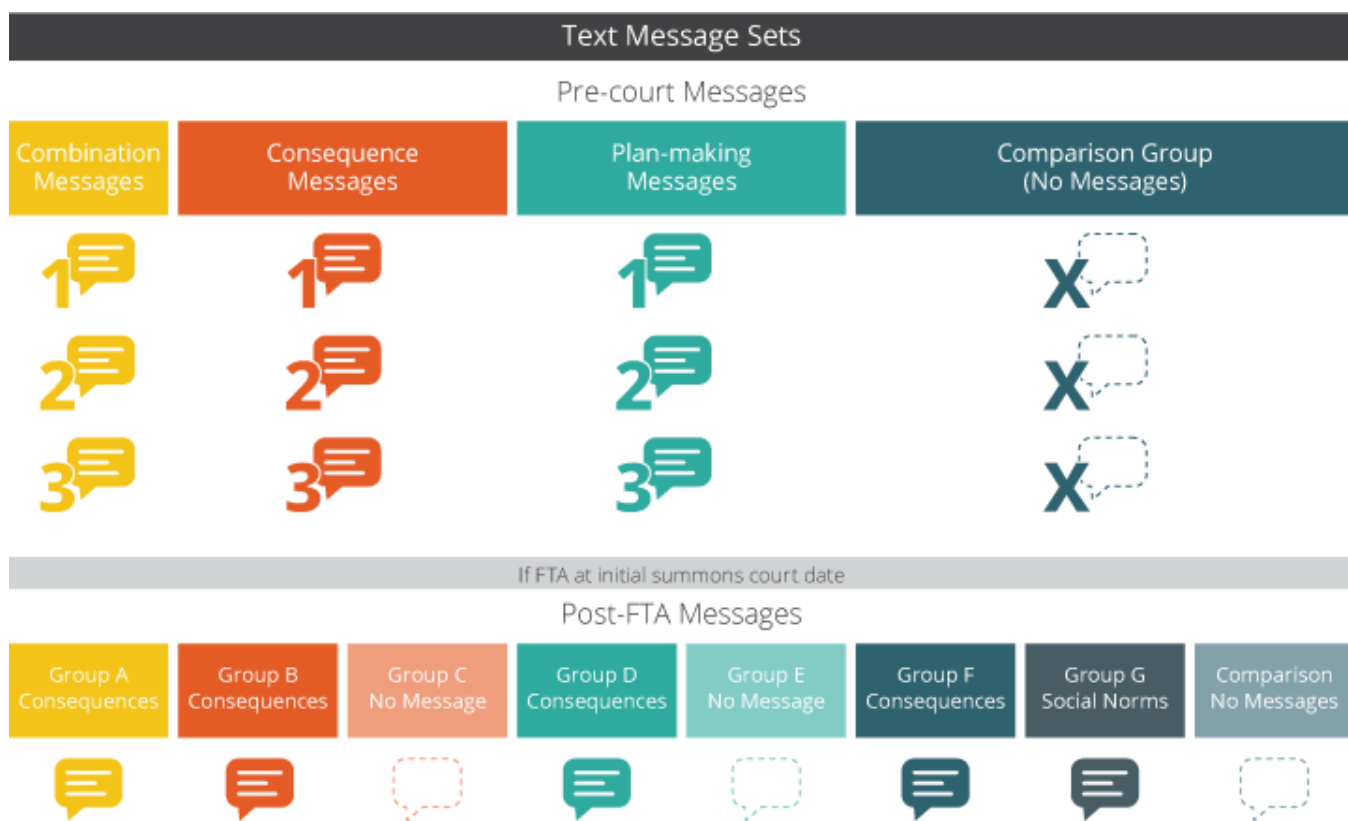 Text Message Sets
Pre-court Messages
Combination
Messages
Consequence
Messages
Plan-making
Messages
Comparison Group
(No Messages)
1 1 1 X
2 2 2 X
3 3 3 X
If FTA at initial summons court date
Post-FTA Messages
Group A
Consequences
Group B
Consequences
Group C
No Message
Group D
Consequences
Group E
No Message
Group F
Consequences
Group G
Social Norms
Comparison
No Messages